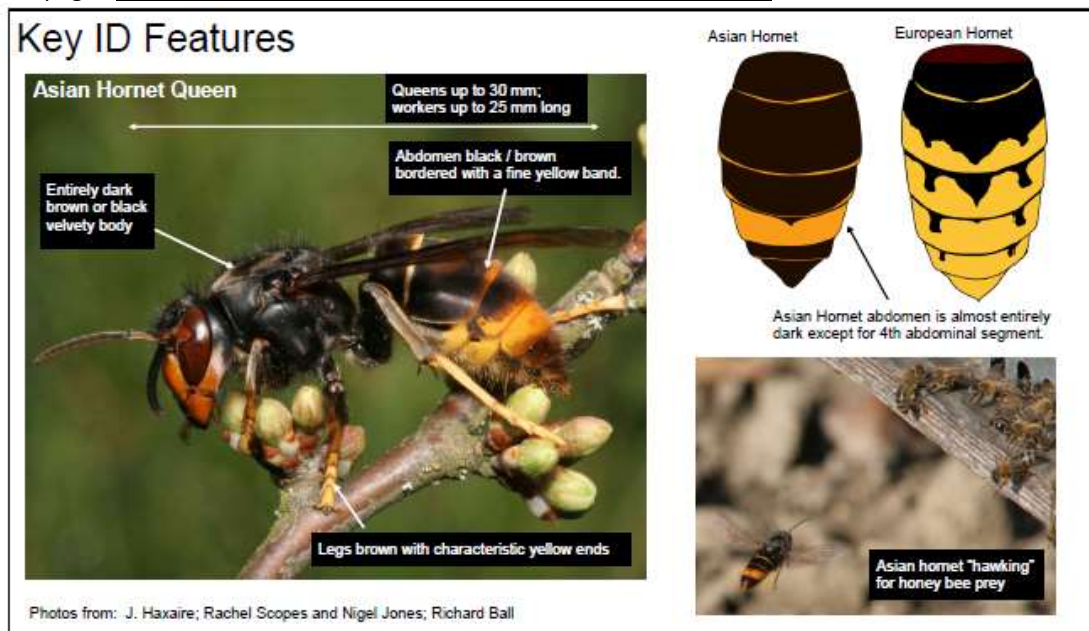 Key ID Features
Asian Hornet Queen
Queens up to 30 mm;
workers up to 25 mm long
Abdomen black / brown
bordered with a fine yellow band.
Entirely dark
brown or black
velvety body
Legs brown with characteristic yellow ends
Photos from: J. Haxaire; Rachel Scopes and Nigel Jones; Richard Ball
Asian Hornet
European Hornet
Asian Hornet abdomen is almost entirely
dark except for 4th abdominal segment.
Asian hornet "hawking"
for honey bee prey